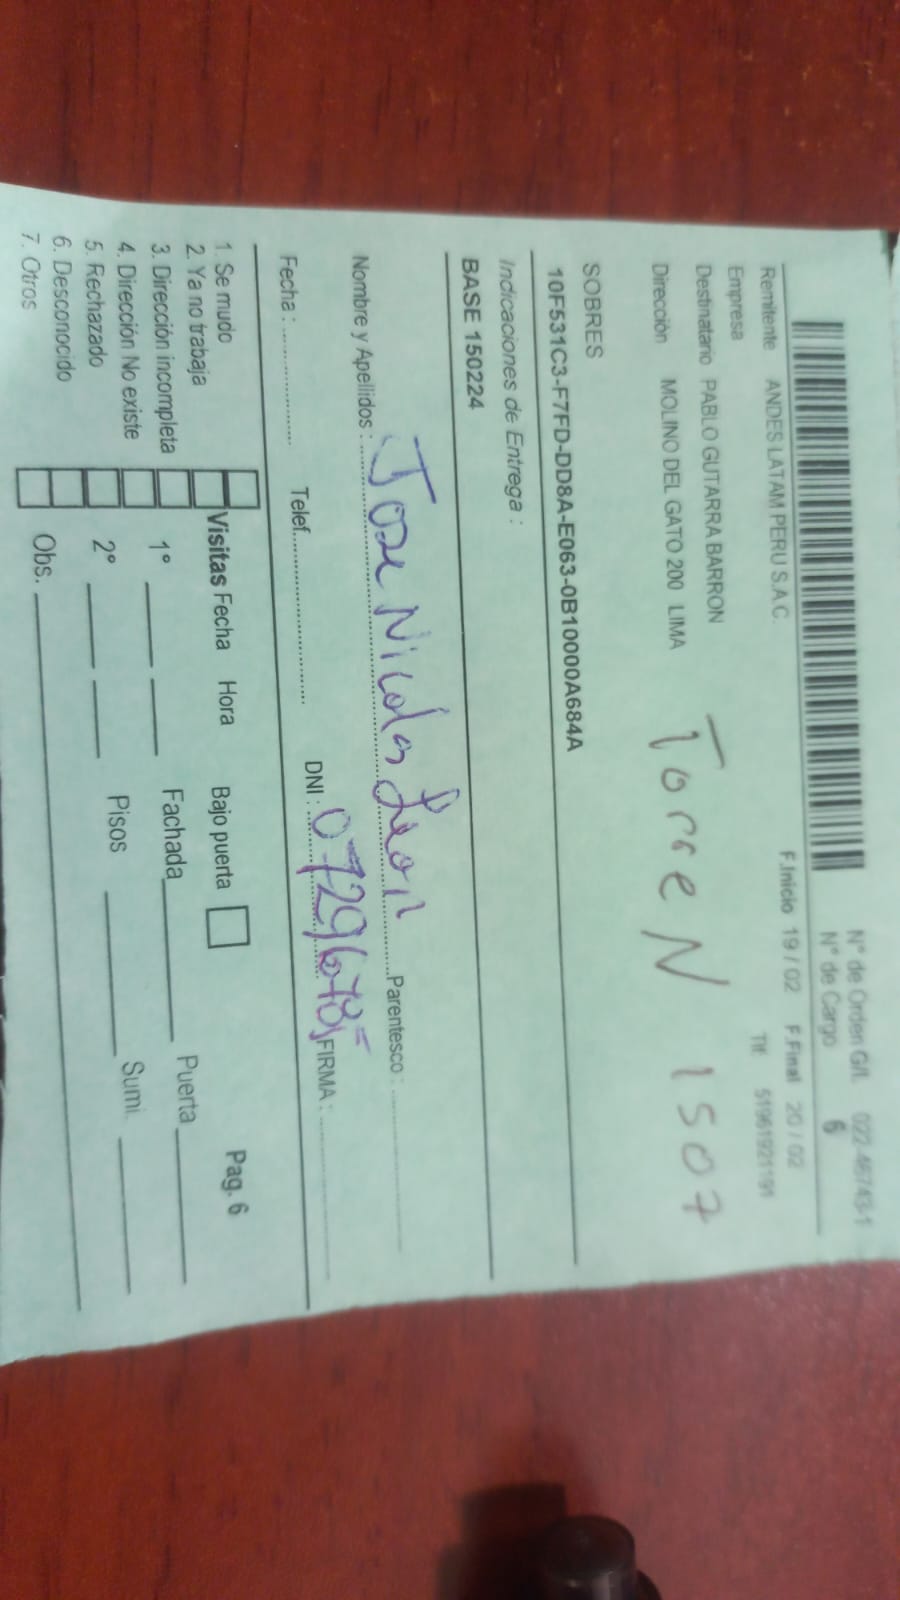 N° de Orden G/I. 022-46743-1
N° de Cargo 6
F.Inicio 19 / 02 F.Final 20 / 02
Remitente ANDES LATAM PERU S.A.C. Tlf. 51961921191
Empresa
Destinatario PABLO GUTARRA BARRON
Dirección MOLINO DEL GATO 200 LIMA
Torre N 1507
SOBRES
10F531C3-F7FD-DD8A-E063-0B10000A684A
Indicaciones de Entrega :
BASE 150224
Nombre y Apellidos : Jose Nicolas Leon Parentesco :
Fecha : Telef. DNI : 07296785 FIRMA :
1. Se mudo
2. Ya no trabaja
3. Dirección incompleta
4. Dirección No existe
5. Rechazado
6. Desconocido
7. Otros
Visitas Fecha Hora
1°
2°
Obs.
Bajo puerta
Pag. 6
Fachada Puerta
Pisos Sumi.